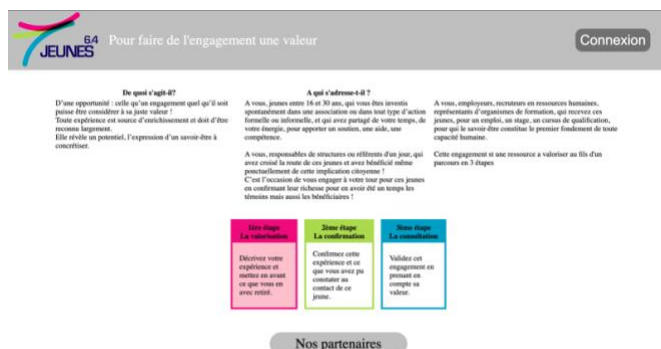 JEUNES 6.4
Pour faire de l'engagement une valeur
Connexion
De quoi s'agit-il?
D'une opportunité : celle qu'un engagement quel qu'il soit
puisse être considérer à sa juste valeur !
Toute expérience est source d'enrichissement et doit d'être
reconnu largement.
Elle révèle un potentiel, l'expression d'un savoir-être à
concrétiser.
A qui s'adresse-t-il ?
A vous, jeunes entre 16 et 30 ans, qui vous êtes investis
spontanément dans une association ou dans tout type d'action
formelle ou informelle, et qui avez partagé de votre temps, de
votre énergie, pour apporter un soutien, une aide, une
compétence.
A vous, responsables de structures ou référents d'un jour, qui
avez croisé la route de ces jeunes et avez bénéficié même
ponctuellement de cette implication citoyenne !
C'est l'occasion de vous engager à votre tour pour ces jeunes
en confirmant leur richesse pour en avoir été un temps les
témoins mais aussi les bénéficiaires !
A vous, employeurs, recruteurs en ressources humaines,
représentants d'organismes de formation, qui recevez ces
jeunes, pour un emploi, un stage, un cursus de qualification,
pour qui le savoir-être constitue le premier fondement de toute
capacité humaine.
Cette engagement si une ressource a valoriser au fils d'un
parcours en 3 étapes
1ère étape
La valorisation
Décrivez votre
expérience et
mettez en avant
ce que vous en
avec retiré.
2ème étape
La confirmation
Confirmez cette
expérience et ce
que vous avez pu
constater au
contact de ce
jeune.
3ème étape
La consultation
Validez cet
engagement en
prenant en
compte sa
valeur.
Nos partenaires